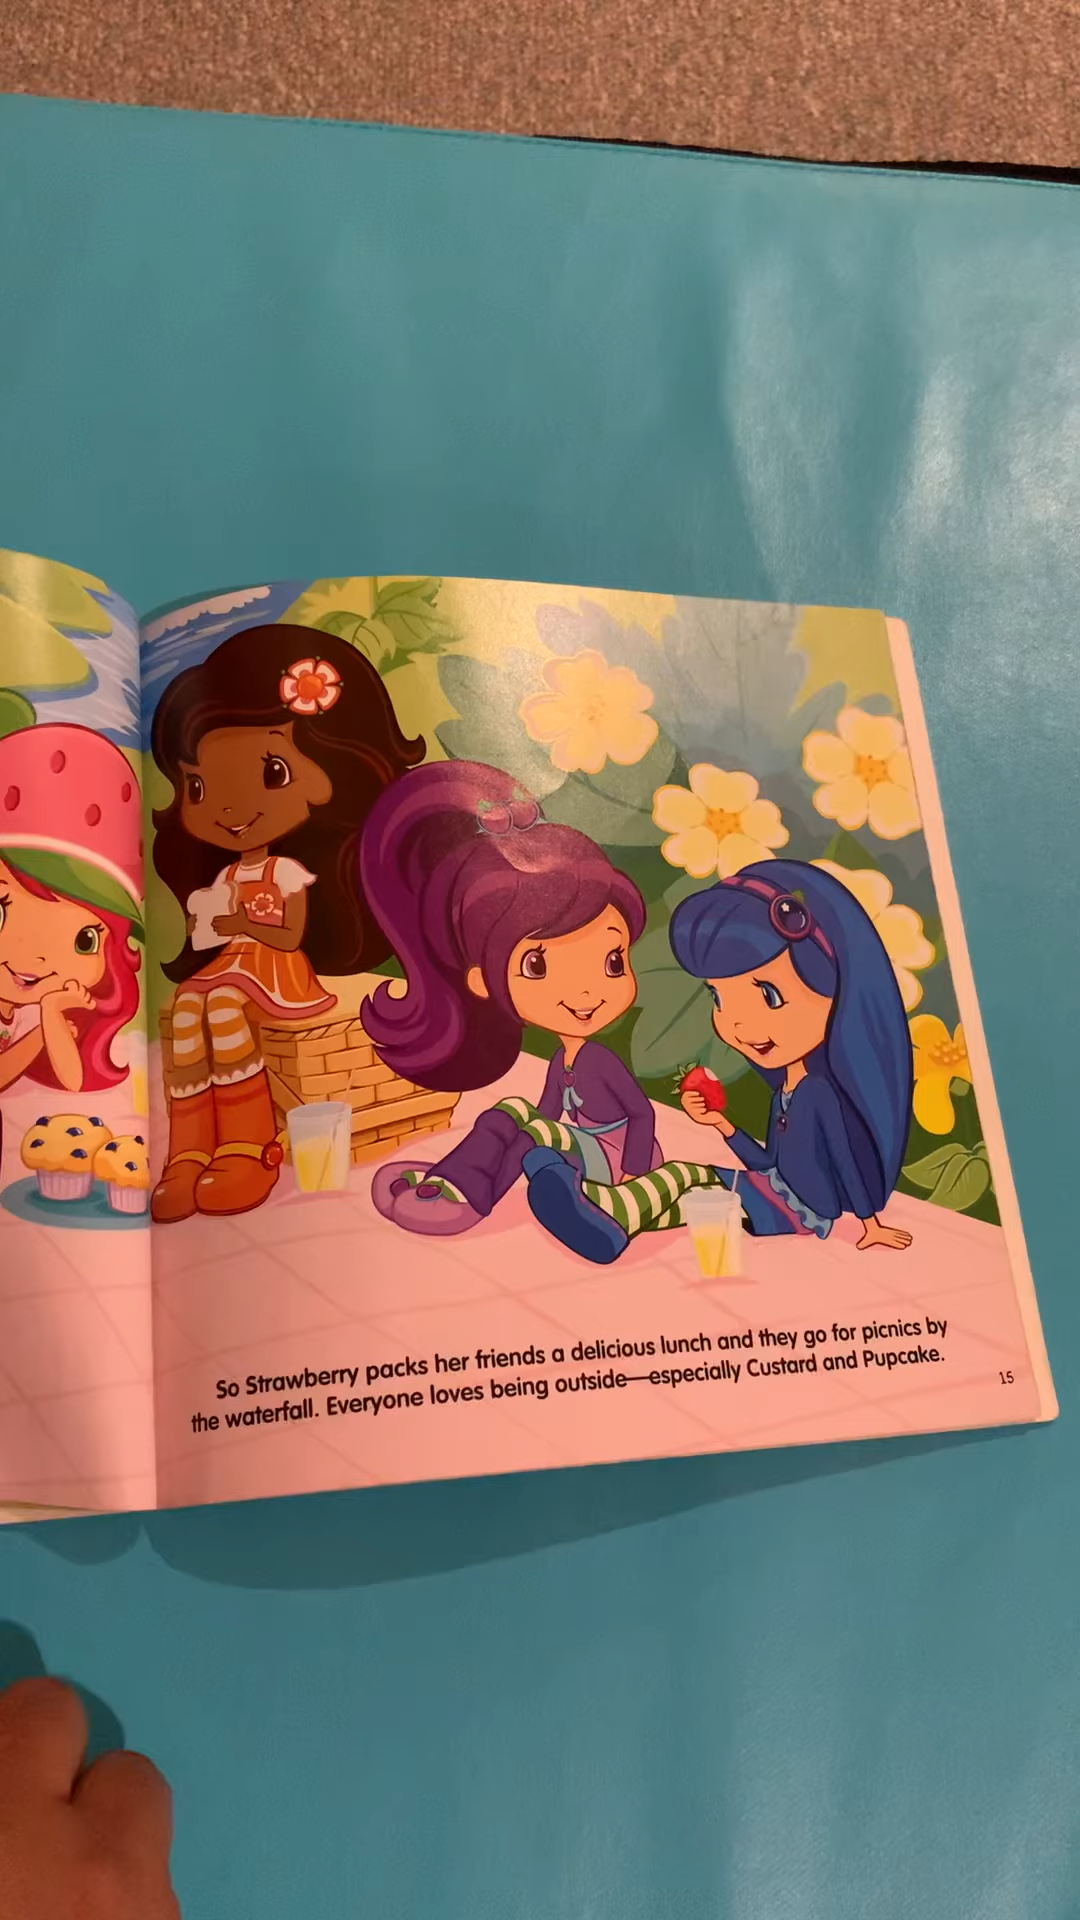 So Strawberry packs her friends a delicious lunch and they go for picnics by
the waterfall. Everyone loves being outside—especially Custard and Pupcake.
15